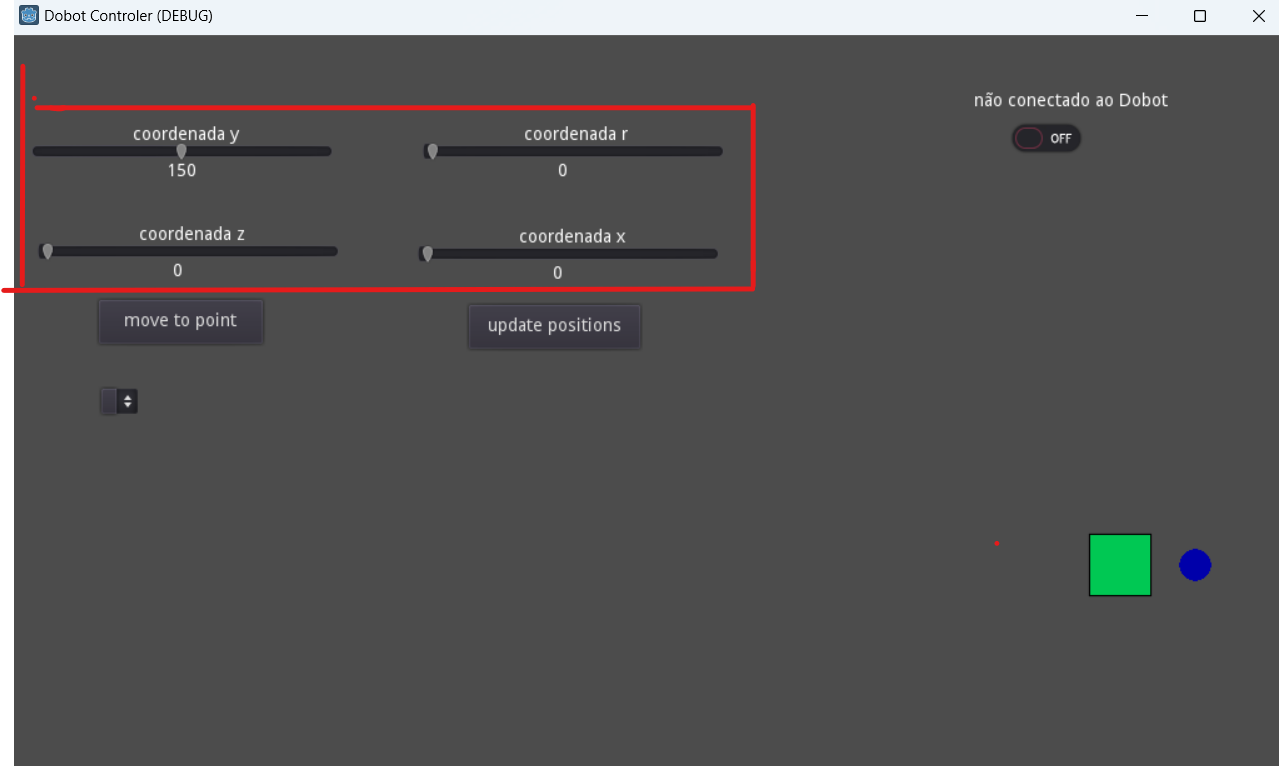 Dobot Controler (DEBUG)
não conectado ao Dobot
OFF
coordenada y
150
coordenada r
0
coordenada z
0
coordenada x
0
move to point
update positions